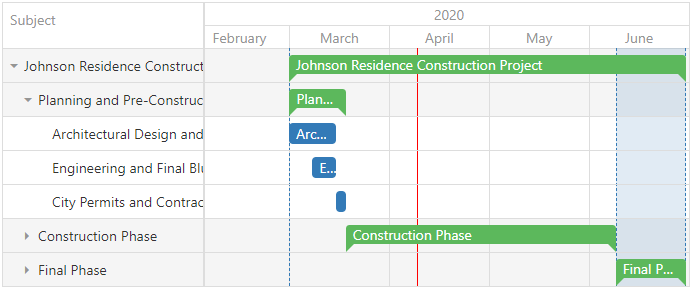 Subject
2020
February March April May June
Johnson Residence Construct Johnson Residence Construction Project
Planning and Pre-Construc Plan...
Architectural Design and Arc...
Engineering and Final Blu E...
City Permits and Contrac
Construction Phase Construction Phase
Final Phase Final P...